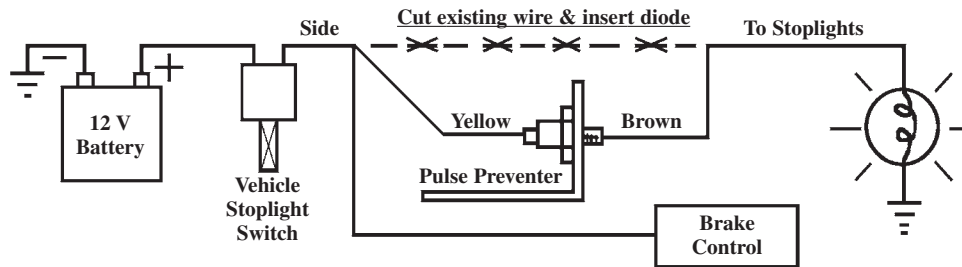 Cut existing wire & insert diode
Side
To Stoplights
− +
12 V
Battery
Yellow
Brown
Pulse Preventer
Vehicle
Stoplight
Switch
Brake
Control